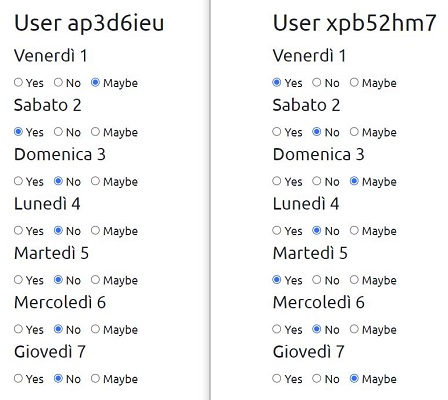 User ap3d6ieu
Venerdì 1
Yes No Maybe
Sabato 2
Yes No Maybe
Domenica 3
Yes No Maybe
Lunedì 4
Yes No Maybe
Martedì 5
Yes No Maybe
Mercoledì 6
Yes No Maybe
Giovedì 7
Yes No Maybe
User xpb52hm7
Venerdì 1
Yes No Maybe
Sabato 2
Yes No Maybe
Domenica 3
Yes No Maybe
Lunedì 4
Yes No Maybe
Martedì 5
Yes No Maybe
Mercoledì 6
Yes No Maybe
Giovedì 7
Yes No Maybe